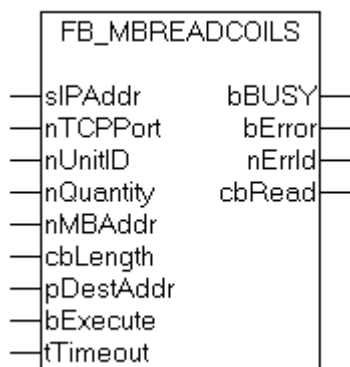 FB_MBREADCOILS
sIPAddr bBUSY
nTCPPort bError
nUnitID nErrId
nQuantity cbRead
nMBAddr
cbLength
pDestAddr
bExecute
tTimeout